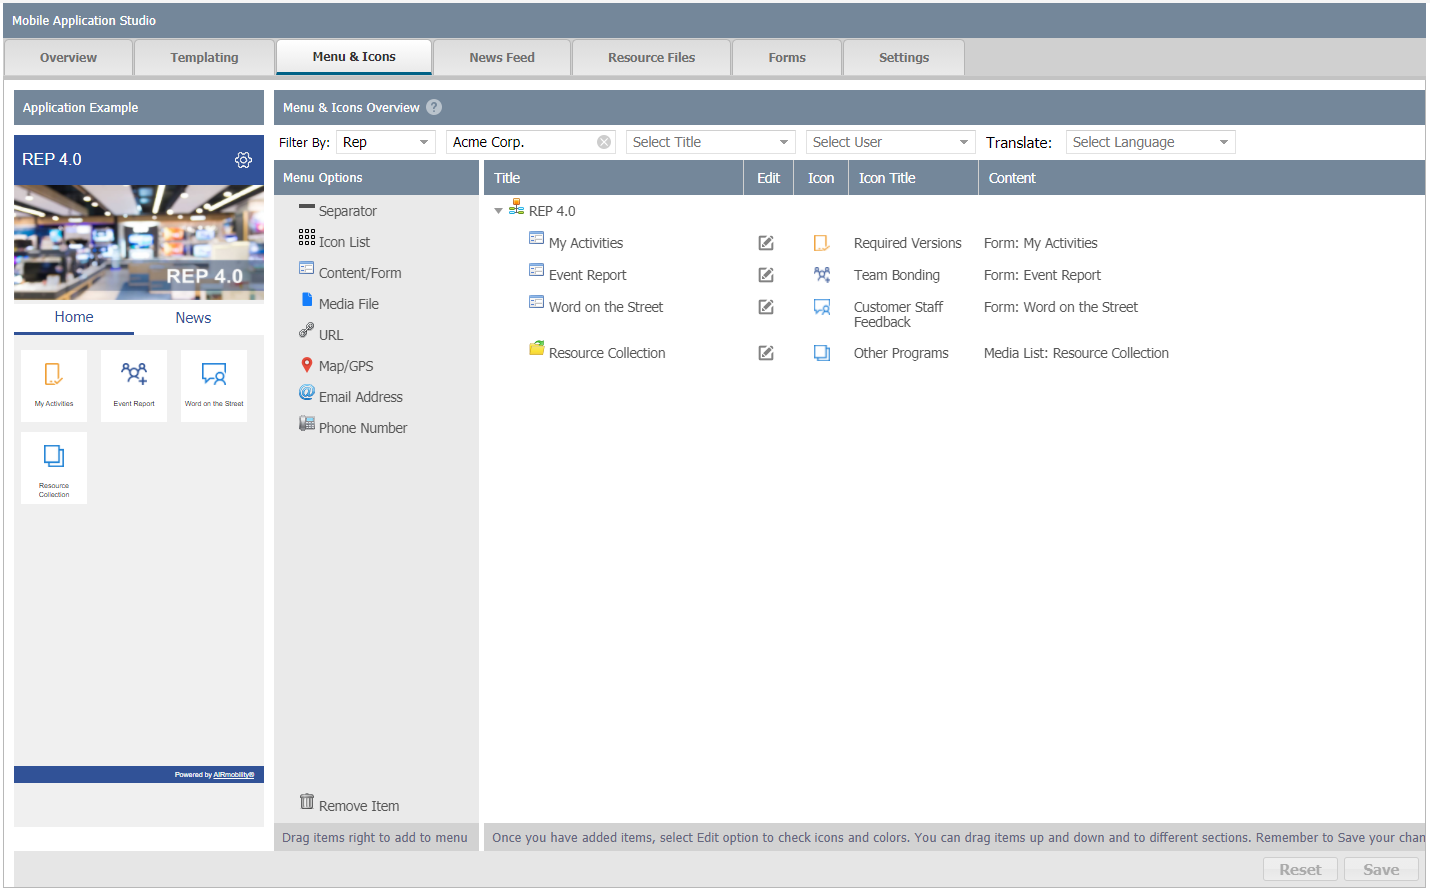 Mobile Application Studio
Overview
Templating
Menu & Icons
News Feed
Resource Files
Forms
Settings
Application Example
REP 4.0
REP 4.0
Home
News
My Activities
Event Report
Word on the Street
Resource
Collection
Powered by AIRmobility®
Menu & Icons Overview ?
Filter By:
Rep
Acme Corp.
Select Title
Select User
Translate:
Select Language
Menu Options
Separator
Icon List
Content/Form
Media File
URL
Map/GPS
Email Address
Phone Number
Remove Item
Drag items right to add to menu
Title
Edit
Icon
Icon Title
Content
REP 4.0
My Activities
Required Versions
Form: My Activities
Event Report
Team Bonding
Form: Event Report
Word on the Street
Customer Staff
Feedback
Form: Word on the Street
Resource Collection
Other Programs
Media List: Resource Collection
Once you have added items, select Edit option to check icons and colors. You can drag items up and down and to different sections. Remember to Save your chan
Reset
Save